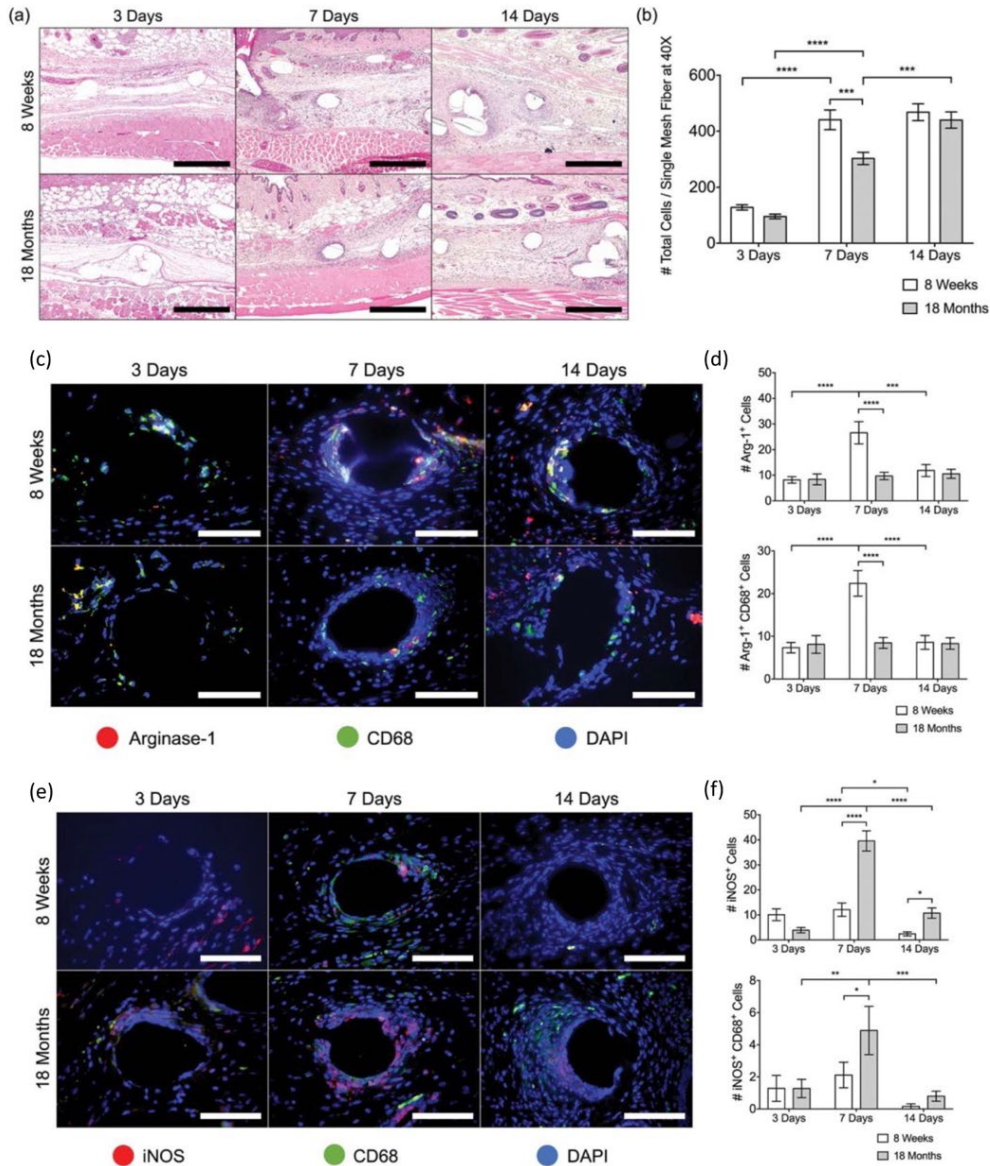 (a)
3 Days 7 Days 14 Days
8 Weeks
18 Months
(b)
# Total Cells / Single Mesh Fiber at 40X
600
400
200
0
****
****
***
***
3 Days 7 Days 14 Days
8 Weeks
18 Months
(c)
3 Days 7 Days 14 Days
8 Weeks
18 Months
Arginase-1 CD68 DAPI
(d)
# Arg-1+ Cells
50
40
30
20
10
0
**** ***
****
3 Days 7 Days 14 Days
# Arg-1+ CD68+ Cells
30
20
10
0
**** ****
****
3 Days 7 Days 14 Days
8 Weeks
18 Months
(e)
3 Days 7 Days 14 Days
8 Weeks
18 Months
iNOS CD68 DAPI
(f)
# iNOS+ Cells
50
40
30
20
10
0
*
**** ****
****
*
3 Days 7 Days 14 Days
# iNOS+ CD68+ Cells
8
6
4
2
0
** ***
*
3 Days 7 Days 14 Days
8 Weeks
18 Months